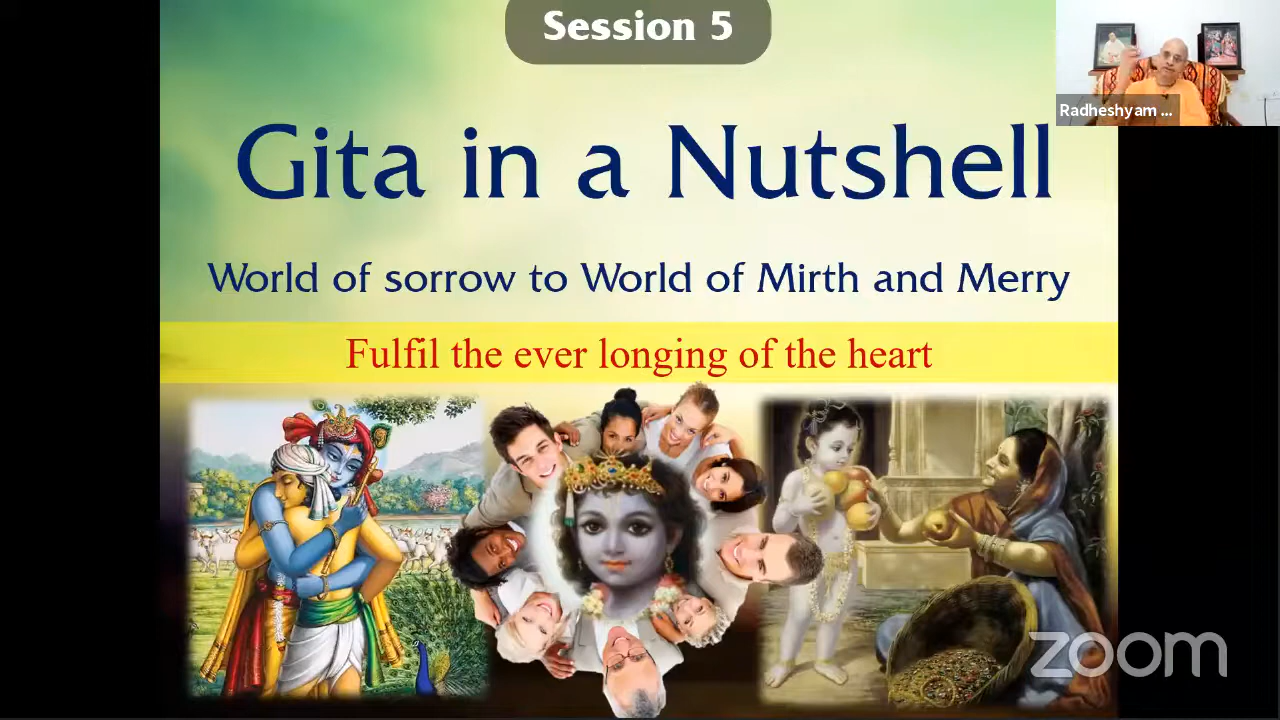 Session 5
Radheshyam ...
Gita in a Nutshell
World of sorrow to World of Mirth and Merry
Fulfil the ever longing of the heart
zoom